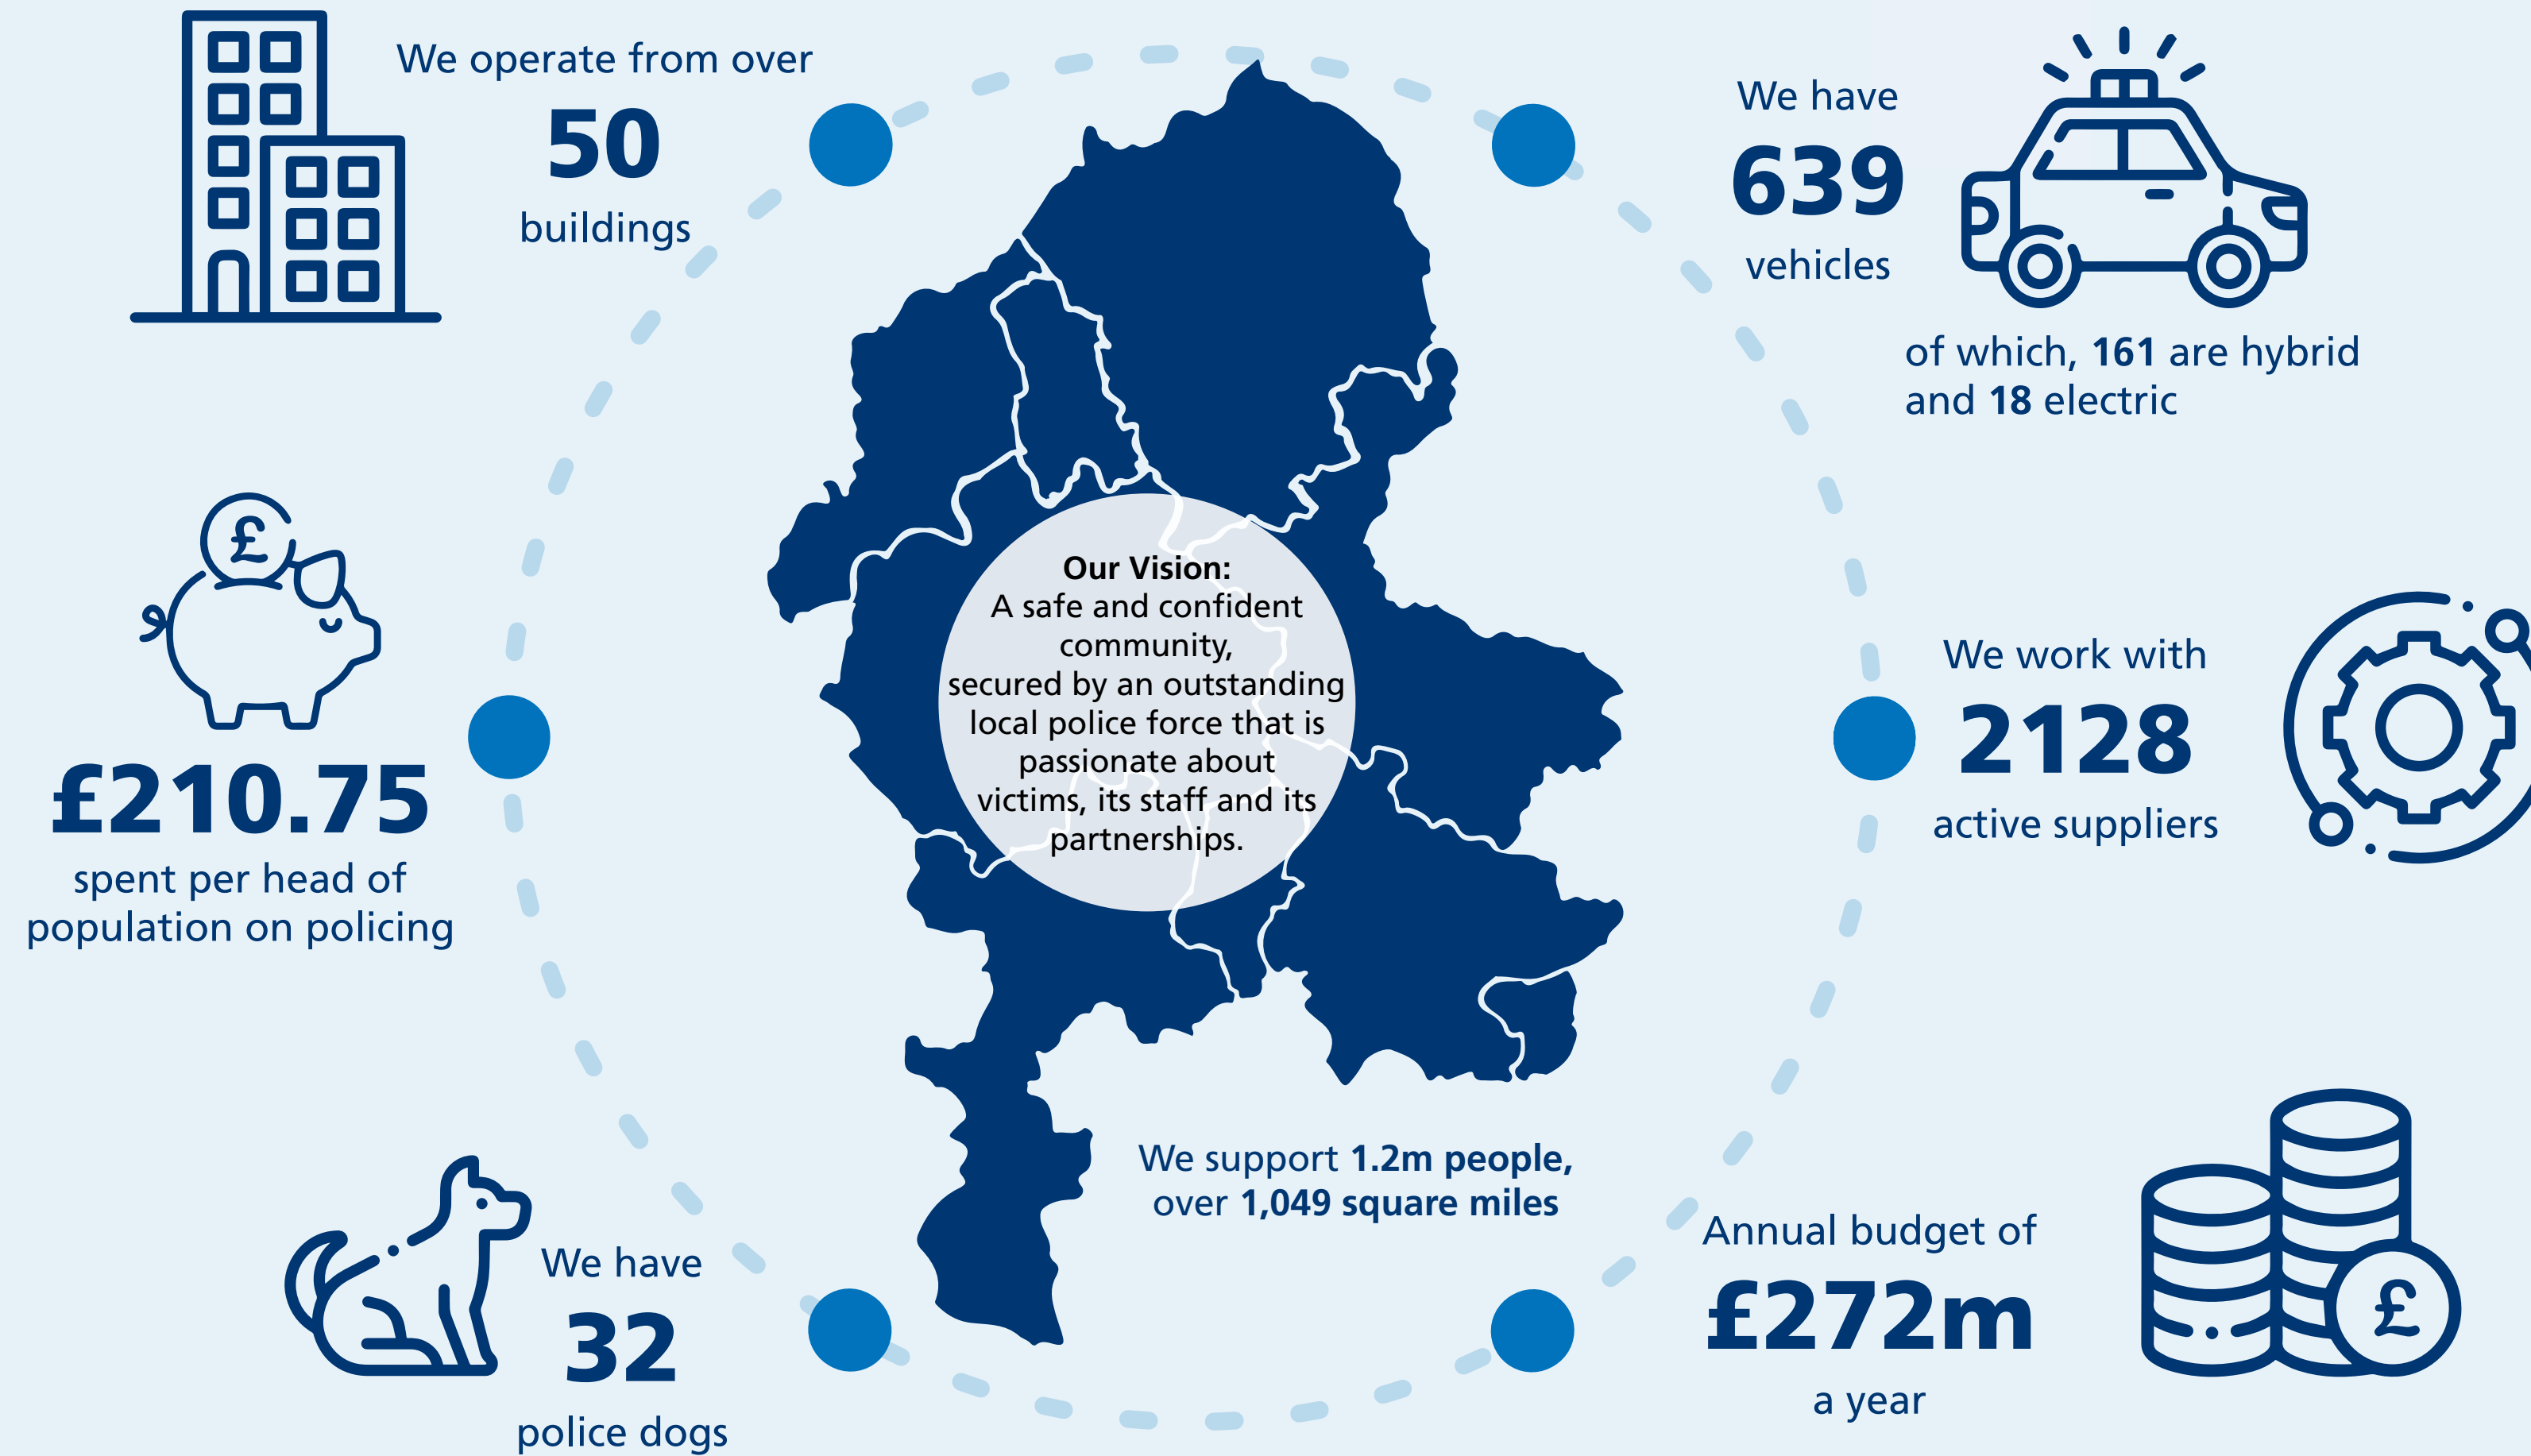 We operate from over
50
buildings
We have
639
vehicles
of which, 161 are hybrid
and 18 electric
£
£210.75
spent per head of
population on policing
Our Vision:
A safe and confident
community,
secured by an outstanding
local police force that is
passionate about
victims, its staff and its
partnerships.
We work with
2128
active suppliers
We have
32
police dogs
We support 1.2m people,
over 1,049 square miles
Annual budget of
£272m
a year
£